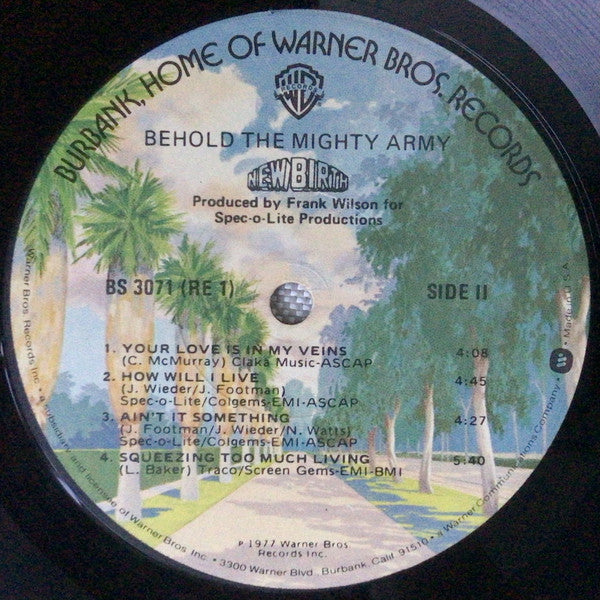 BURBANK, HOME OF WARNER BROS. RECORDS
WB
RECORDS
BEHOLD THE MIGHTY ARMY
NEW BIRTH
Produced by Frank Wilson for
Spec-o-Lite Productions
BS 3071 (RE 1)
SIDE II
1. YOUR LOVE IS IN MY VEINS 4:08
(C. McMurray) Claka Music-ASCAP
2. HOW WILL I LIVE 4:45
(J. Wieder/J. Footman)
Spec-o-Lite/Colgems-EMI-ASCAP
3. AIN'T IT SOMETHING 4:27
(J. Footman/J. Wieder/N. Watts)
Spec-o-Lite/Colgems-EMI-ASCAP
4. SQUEEZING TOO MUCH LIVING 5:40
(L. Baker) Traco/Screen Gems-EMI-BMI
℗ 1977 Warner Bros
Records Inc.
Warner Bros. Records Inc. • a subsidiary and licensee of Warner Bros. Inc. • 3300 Warner Blvd., Burbank, Calif. 91510 • a Warner Communications Company • Made in U.S.A.